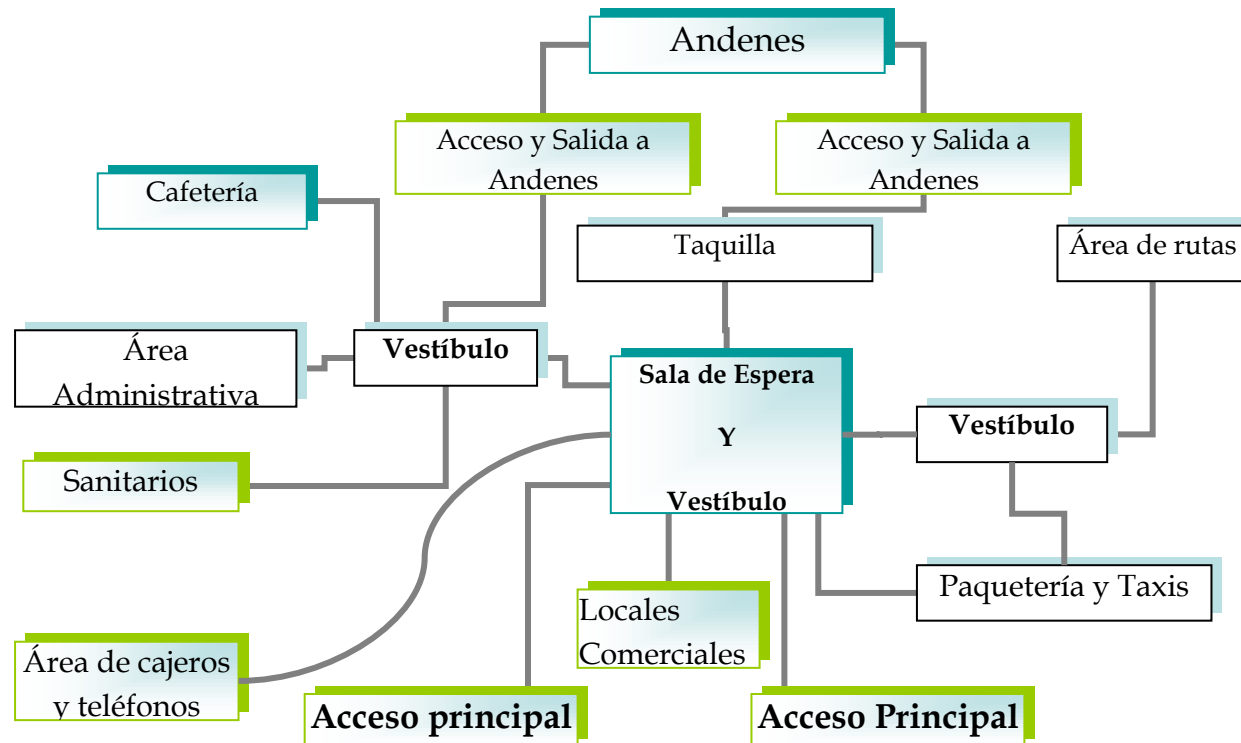 Andenes
Acceso y Salida a
Andenes
Acceso y Salida a
Andenes
Cafetería
Taquilla
Área de rutas
Área
Administrativa
Vestíbulo
Sala de Espera
Y
Vestíbulo
Vestíbulo
Sanitarios
Paquetería y Taxis
Locales
Comerciales
Área de cajeros
y teléfonos
Acceso principal
Acceso Principal